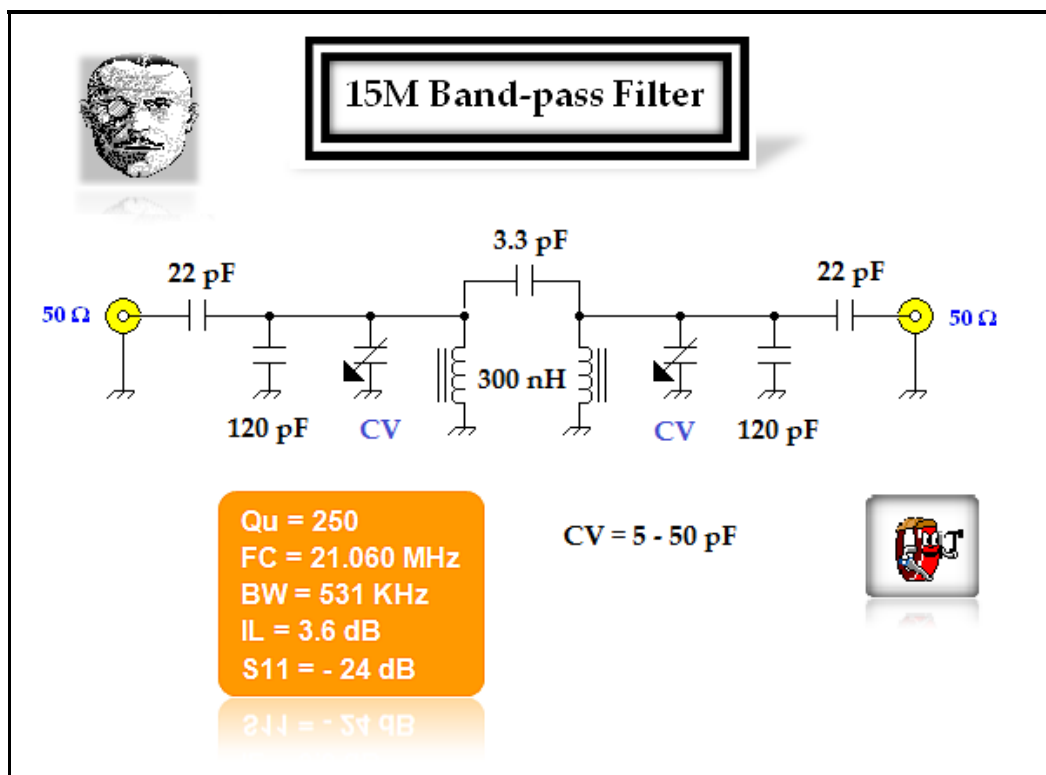 15M Band-pass Filter
3.3 pF
22 pF
22 pF
50 Ω
50 Ω
300 nH
120 pF
CV
CV
120 pF
Qu = 250
FC = 21.060 MHz
BW = 531 KHz
IL = 3.6 dB
S11 = - 24 dB
CV = 5 - 50 pF